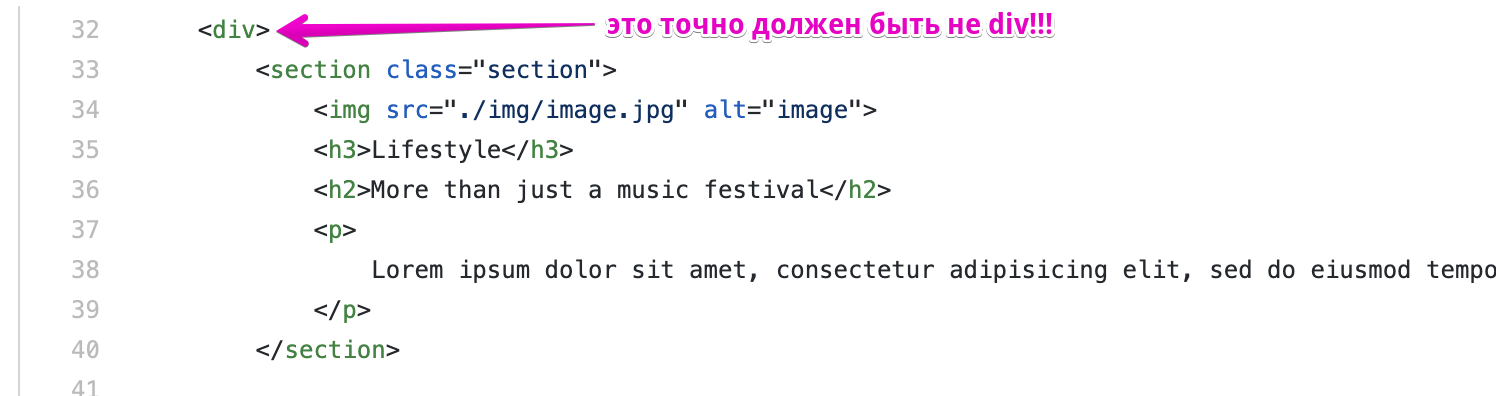 32 <div> это точно должен быть не div!!!
33 <section class="section">
34 <img src="./img/image.jpg" alt="image">
35 <h3>Lifestyle</h3>
36 <h2>More than just a music festival</h2>
37 <p>
38 Lorem ipsum dolor sit amet, consectetur adipisicing elit, sed do eiusmod tempo
39 </p>
40 </section>
41